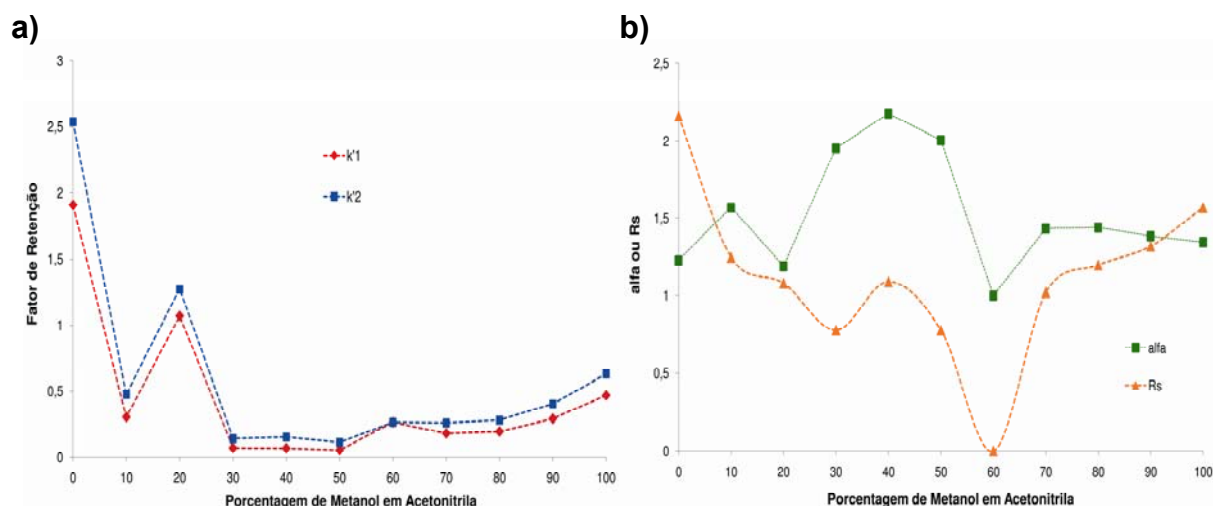 a)
3
2,5
2
1,5
1
0,5
0
Fator de Retenção
k'1
k'2
0 10 20 30 40 50 60 70 80 90 100
Porcentagem de Metanol em Acetonitrila
b)
2,5
2
1,5
1
0,5
0
alfa ou Rs
alfa
Rs
0 10 20 30 40 50 60 70 80 90 100
Porcentagem de Metanol em Acetonitrila